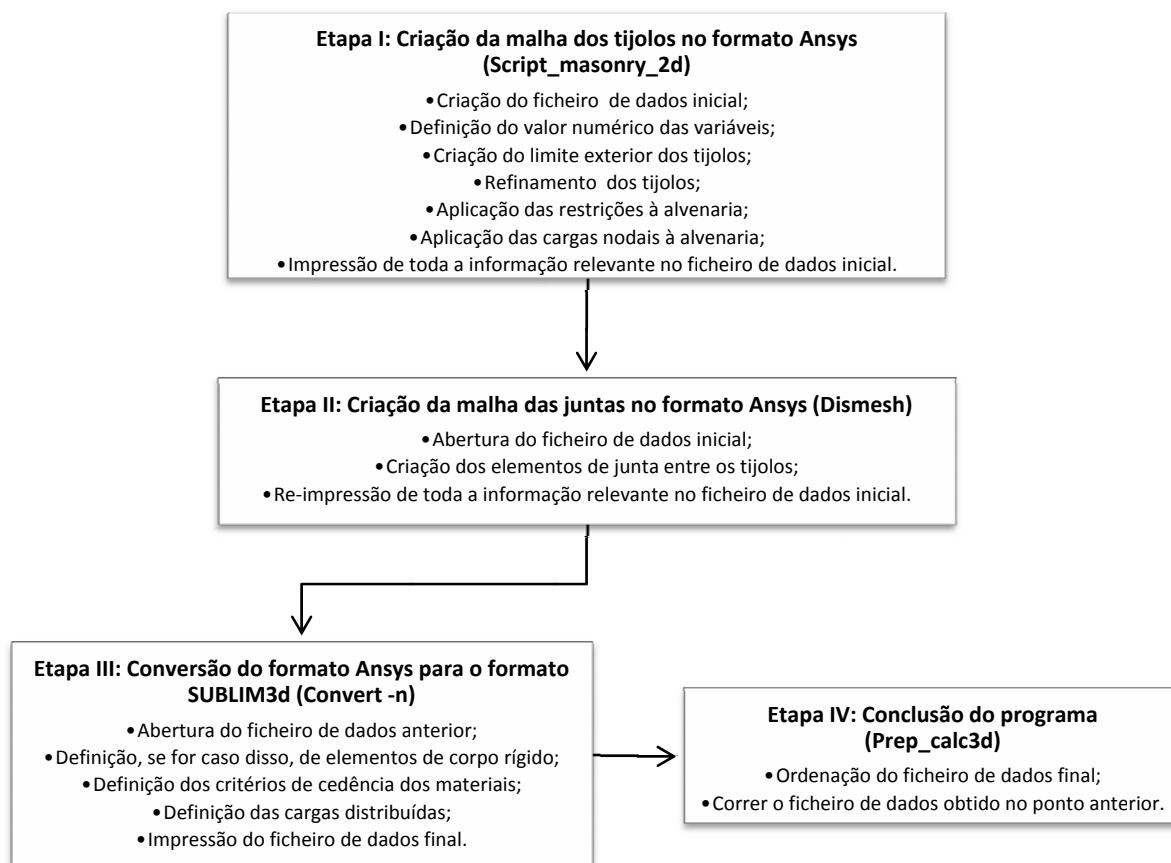 Etapa I: Criação da malha dos tijolos no formato Ansys
(Script_masonry_2d)
•Criação do ficheiro de dados inicial;
•Definição do valor numérico das variáveis;
•Criação do limite exterior dos tijolos;
•Refinamento dos tijolos;
•Aplicação das restrições à alvenaria;
•Aplicação das cargas nodais à alvenaria;
•Impressão de toda a informação relevante no ficheiro de dados inicial.
Etapa II: Criação da malha das juntas no formato Ansys (Dismesh)
•Abertura do ficheiro de dados inicial;
•Criação dos elementos de junta entre os tijolos;
•Re-impressão de toda a informação relevante no ficheiro de dados inicial.
Etapa III: Conversão do formato Ansys para o formato
SUBLIM3d (Convert -n)
•Abertura do ficheiro de dados anterior;
•Definição, se for caso disso, de elementos de corpo rígido;
•Definição dos critérios de cedência dos materiais;
•Definição das cargas distribuídas;
•Impressão do ficheiro de dados final.
Etapa IV: Conclusão do programa
(Prep_calc3d)
•Ordenação do ficheiro de dados final;
•Correr o ficheiro de dados obtido no ponto anterior.